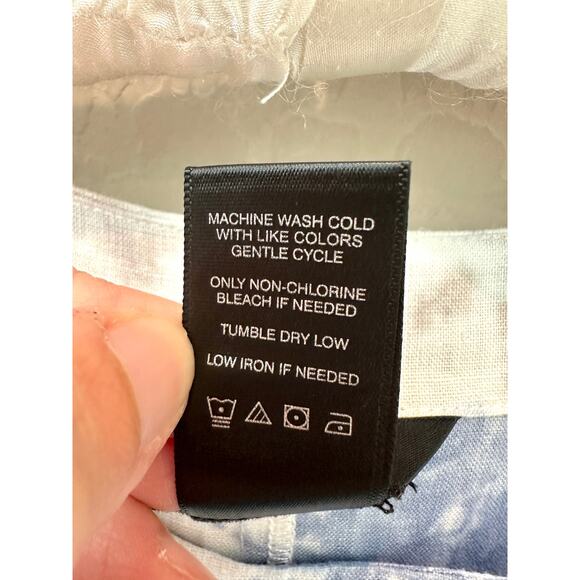 MACHINE WASH COLD
WITH LIKE COLORS
GENTLE CYCLE
ONLY NON-CHLORINE
BLEACH IF NEEDED
TUMBLE DRY LOW
LOW IRON IF NEEDED